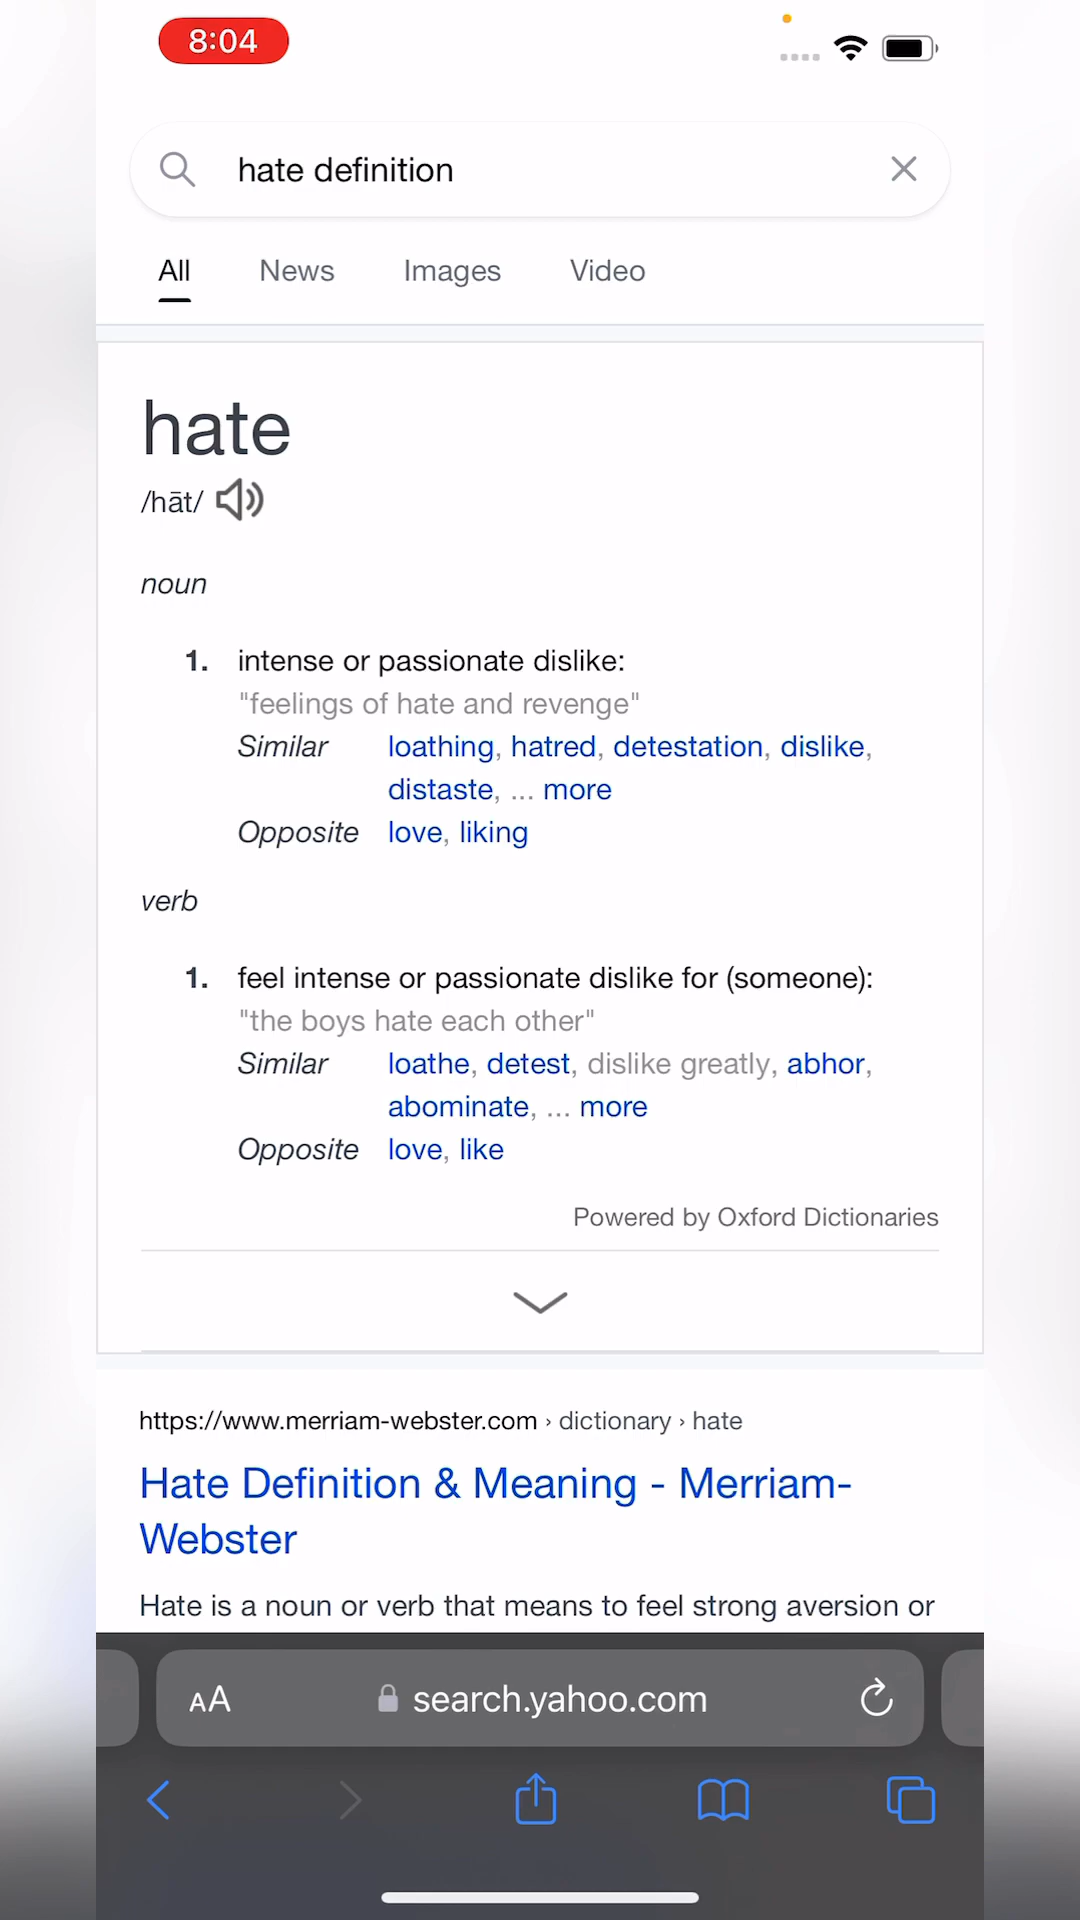 8:04
hate definition
All News Images Video
hate
/hāt/
noun
1. intense or passionate dislike:
"feelings of hate and revenge"
Similar loathing, hatred, detestation, dislike,
distaste, ... more
Opposite love, liking
verb
1. feel intense or passionate dislike for (someone):
"the boys hate each other"
Similar loathe, detest, dislike greatly, abhor,
abominate, ... more
Opposite love, like
Powered by Oxford Dictionaries
https://www.merriam-webster.com › dictionary › hate
Hate Definition & Meaning - Merriam-
Webster
Hate is a noun or verb that means to feel strong aversion or
AA search.yahoo.com